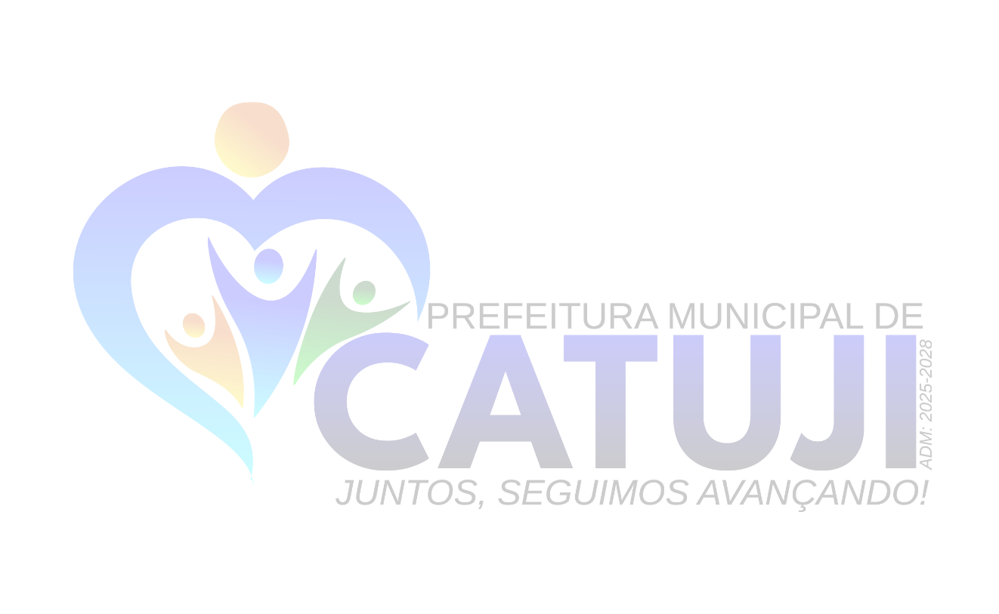 PREFEITURA MUNICIPAL DE
CATUJI
ADM: 2025-2028
JUNTOS, SEGUIMOS AVANÇANDO!